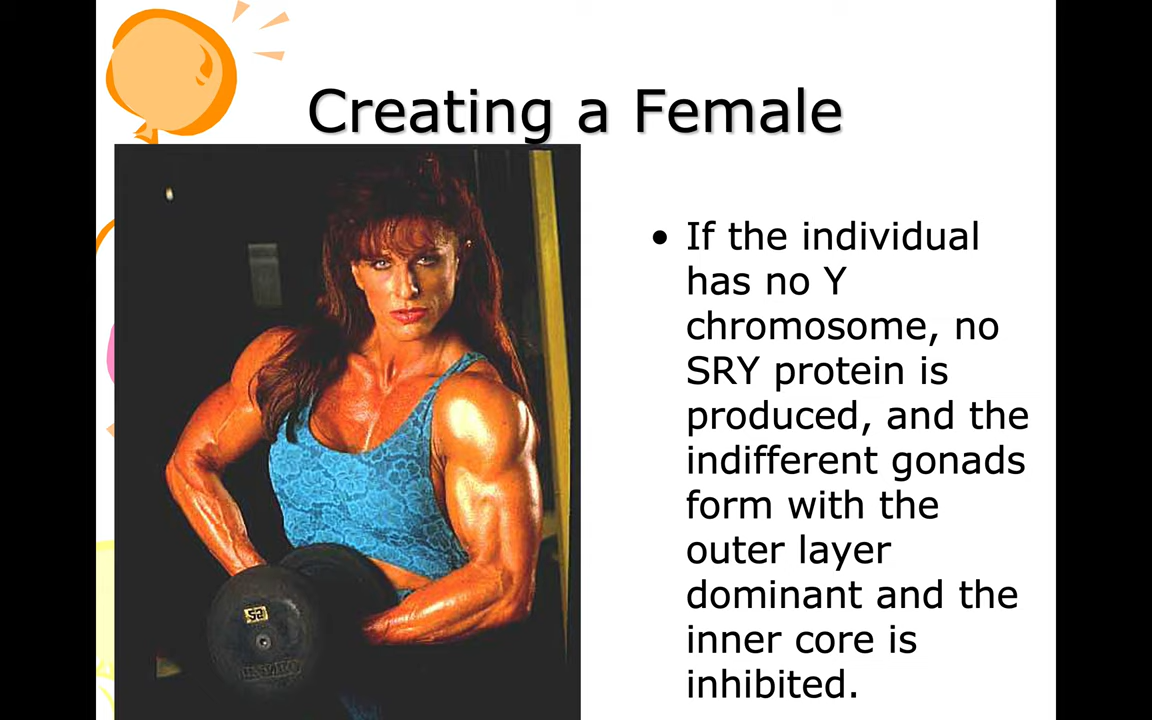 Creating a Female
• If the individual
has no Y
chromosome, no
SRY protein is
produced, and the
indifferent gonads
form with the
outer layer
dominant and the
inner core is
inhibited.